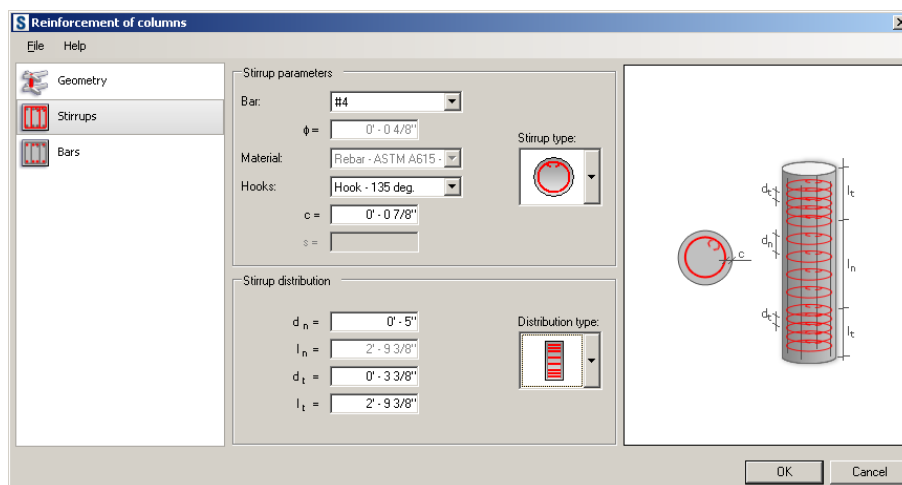 Reinforcement of columns
File Help
Geometry
Stirrups
Bars
Stirrup parameters
Bar: #4
ϕ = 0' - 0 4/8"
Material: Rebar - ASTM A615 -
Hooks: Hook - 135 deg.
c = 0' - 0 7/8"
s =
Stirrup type:
Stirrup distribution
d n = 0' - 5"
l n = 2' - 9 3/8"
d t = 0' - 3 3/8"
l t = 2' - 9 3/8"
Distribution type:
c
dt
lt
dn
ln
dt
lt
OK Cancel